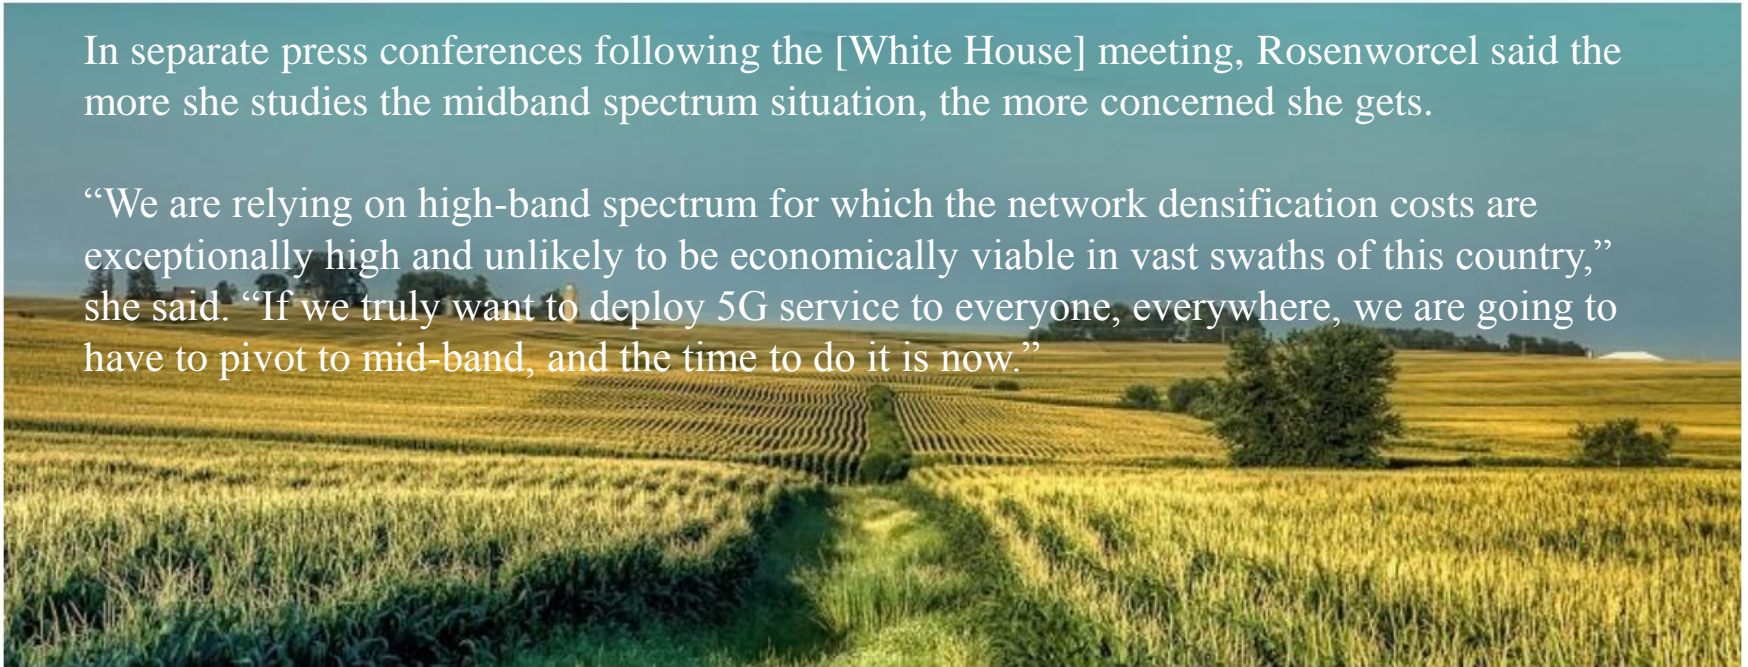 In separate press conferences following the [White House] meeting, Rosenworcel said the
more she studies the midband spectrum situation, the more concerned she gets.
“We are relying on high-band spectrum for which the network densification costs are
exceptionally high and unlikely to be economically viable in vast swaths of this country,”
she said. “If we truly want to deploy 5G service to everyone, everywhere, we are going to
have to pivot to mid-band, and the time to do it is now.”